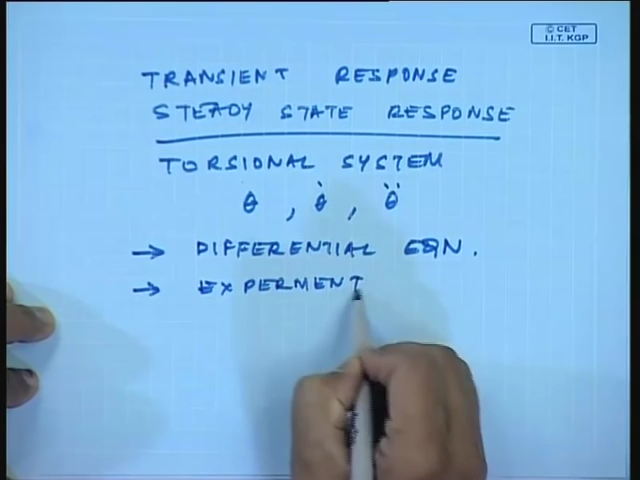 © CET
I.I.T. KGP
TRANSIENT RESPONSE
STEADY STATE RESPONSE
TORSIONAL SYSTEM
θ , θ̇ , θ̈
→ DIFFERENTIAL EQN.
→ EXPERMENT